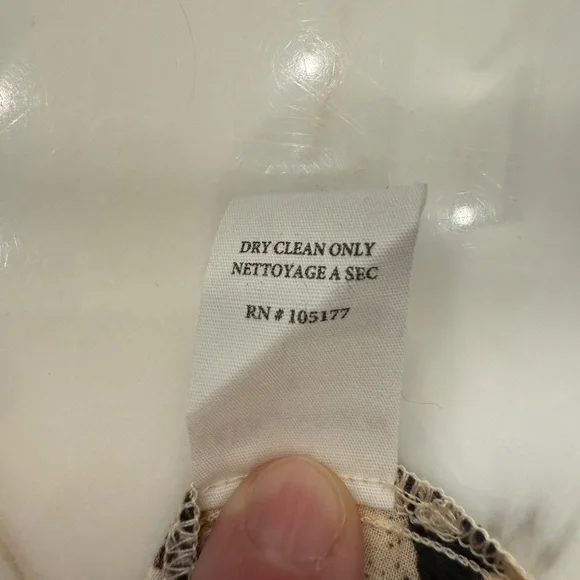 DRY CLEAN ONLY
NETTOYAGE A SEC
RN # 105177